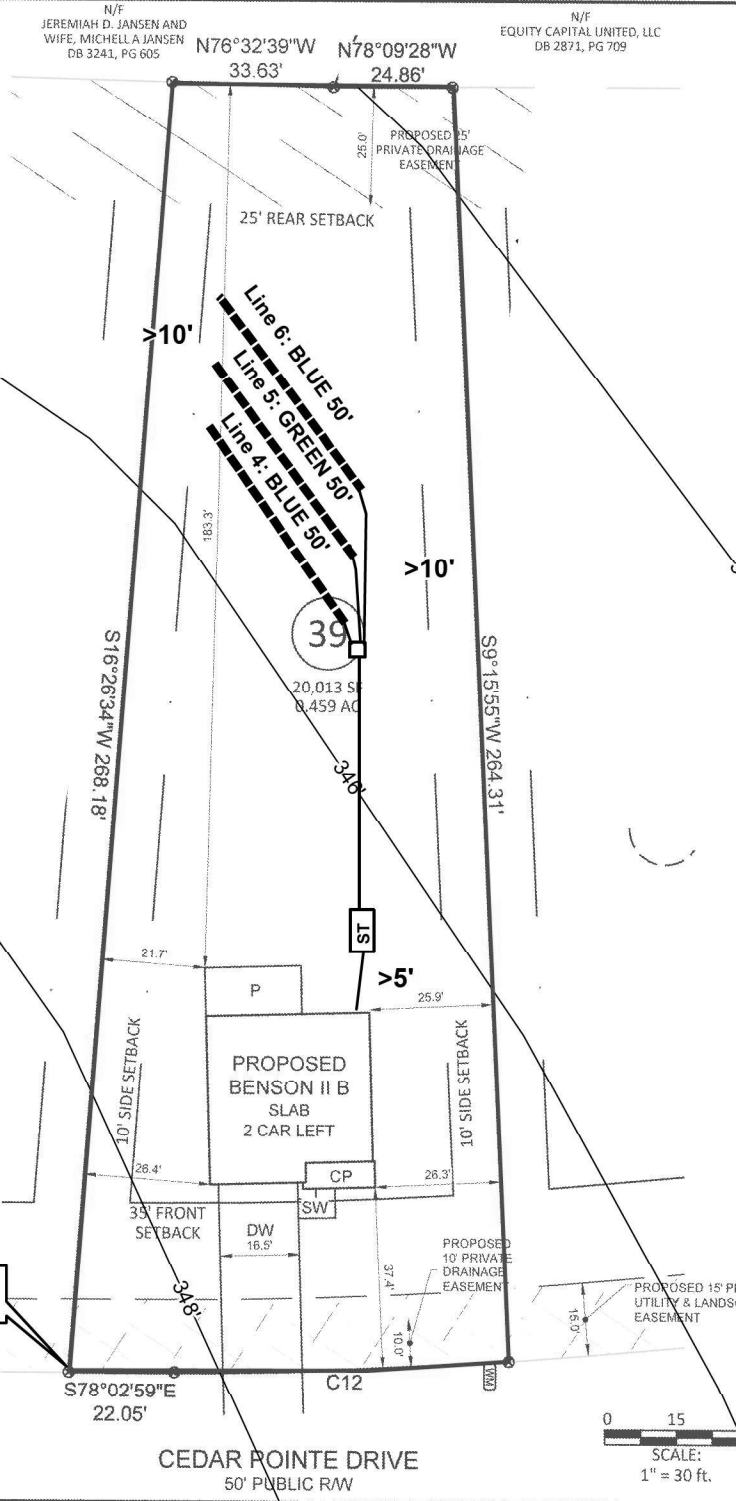 N/F
JEREMIAH D. JANSEN AND
WIFE, MICHELL A JANSEN
DB 3241, PG 605
N/F
EQUITY CAPITAL UNITED, LLC
DB 2871, PG 709
N76°32'39"W
33.63'
N78°09'28"W
24.86'
25.0'
PROPOSED 25'
PRIVATE DRAINAGE
EASEMENT
25' REAR SETBACK
>10'
Line 6: BLUE 50'
Line 5: GREEN 50'
Line 4: BLUE 50'
183.3'
>10'
39
20,013 SF
0.459 AC
S16°26'34"W 268.18'
S9°15'55"W 264.31'
346'
ST
>5'
21.7'
P
25.9'
10' SIDE SETBACK
PROPOSED
BENSON II B
SLAB
2 CAR LEFT
10' SIDE SETBACK
26.4'
CP
26.3'
SW
35' FRONT
SETBACK
DW
16.5'
37.4'
PROPOSED
10' PRIVATE
DRAINAGE
EASEMENT
10.0'
348'
15.0'
PROPOSED 15'
UTILITY &
EASEMENT
WM
S78°02'59"E
22.05'
C12
CEDAR POINTE DRIVE
50' PUBLIC R/W
0 15
SCALE:
1" = 30 ft.